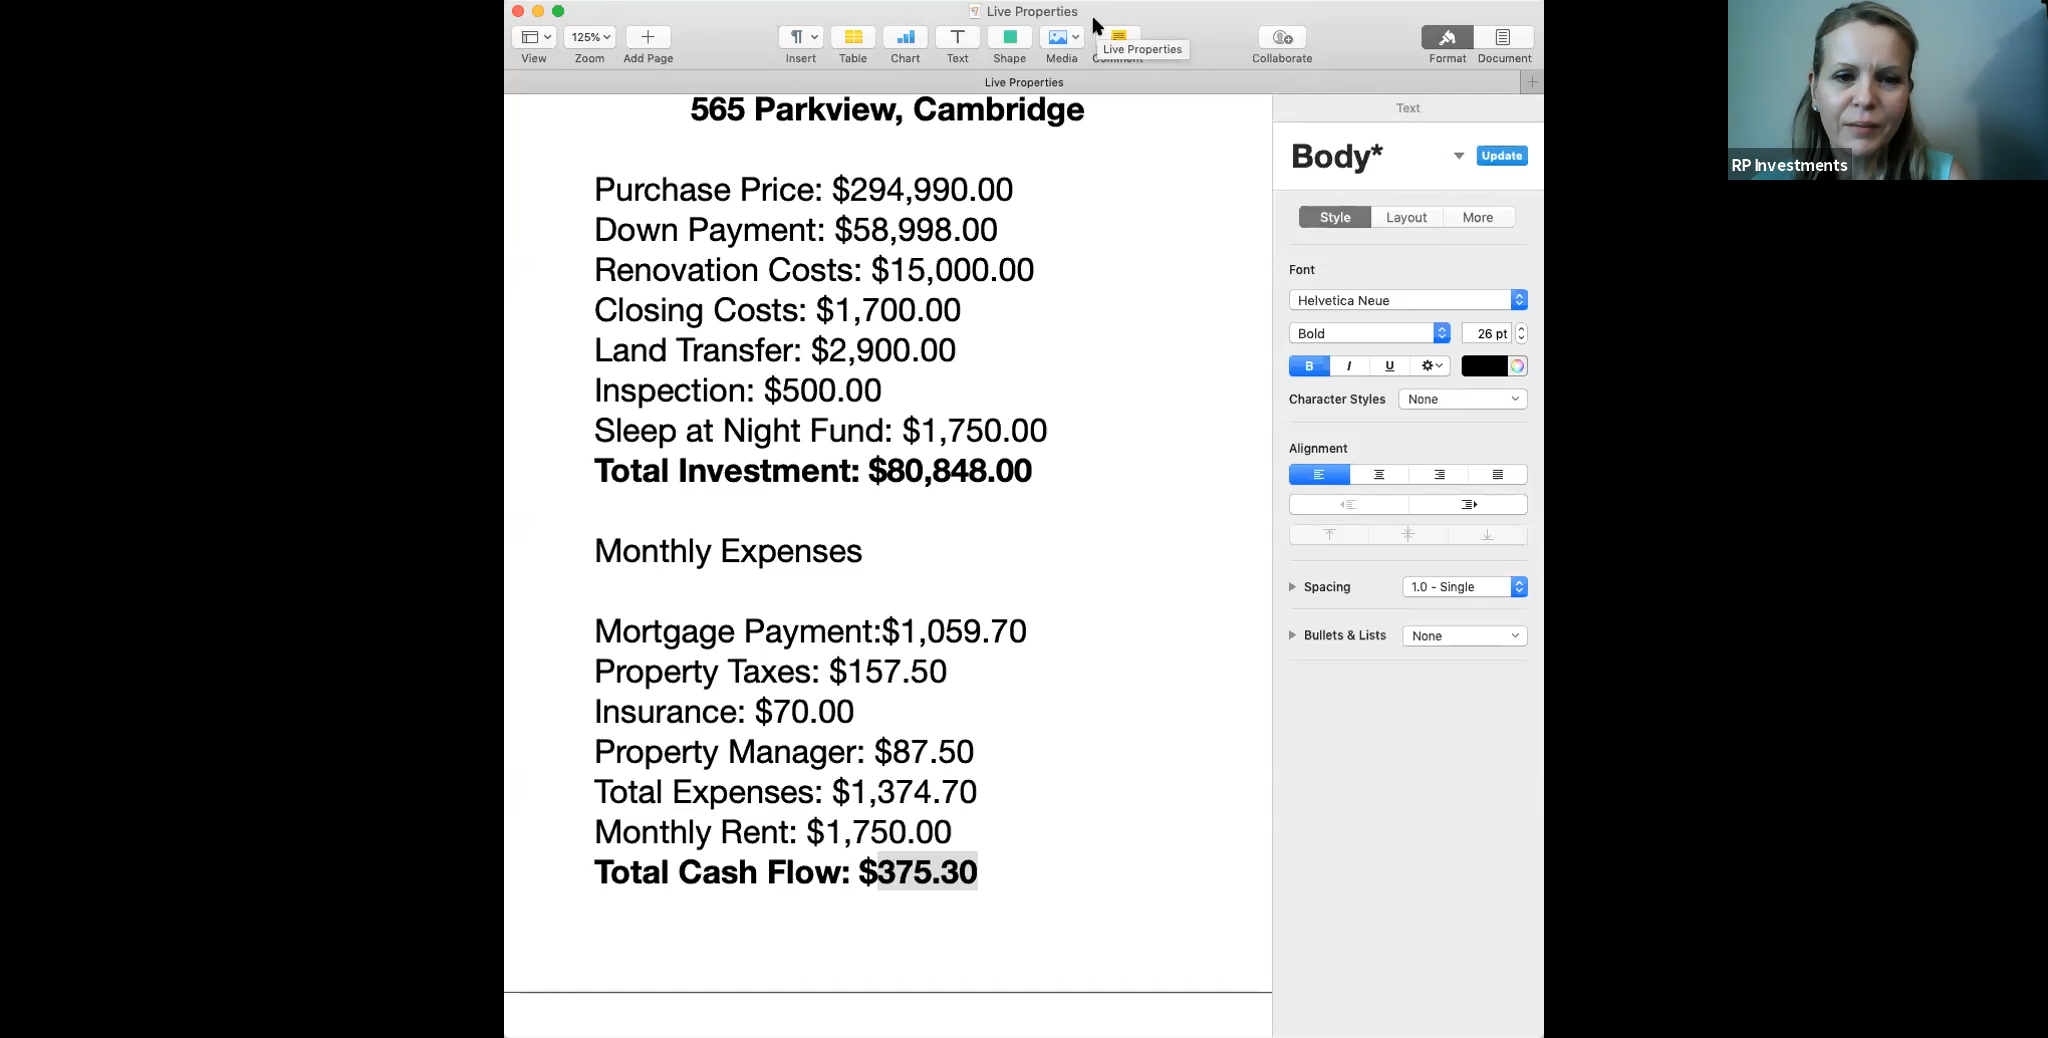 Live Properties
125%
View
Zoom
Add Page
Insert
Table
Chart
Text
Shape
Media
Live Properties
Collaborate
Format
Document
Live Properties
565 Parkview, Cambridge
Purchase Price: $294,990.00
Down Payment: $58,998.00
Renovation Costs: $15,000.00
Closing Costs: $1,700.00
Land Transfer: $2,900.00
Inspection: $500.00
Sleep at Night Fund: $1,750.00
Total Investment: $80,848.00
Monthly Expenses
Mortgage Payment:$1,059.70
Property Taxes: $157.50
Insurance: $70.00
Property Manager: $87.50
Total Expenses: $1,374.70
Monthly Rent: $1,750.00
Total Cash Flow: $375.30
Text
Body*
Update
Style
Layout
More
Font
Helvetica Neue
Bold
26 pt
B I U
Character Styles
None
Alignment
Spacing
1.0 - Single
Bullets & Lists
None
RP Investments